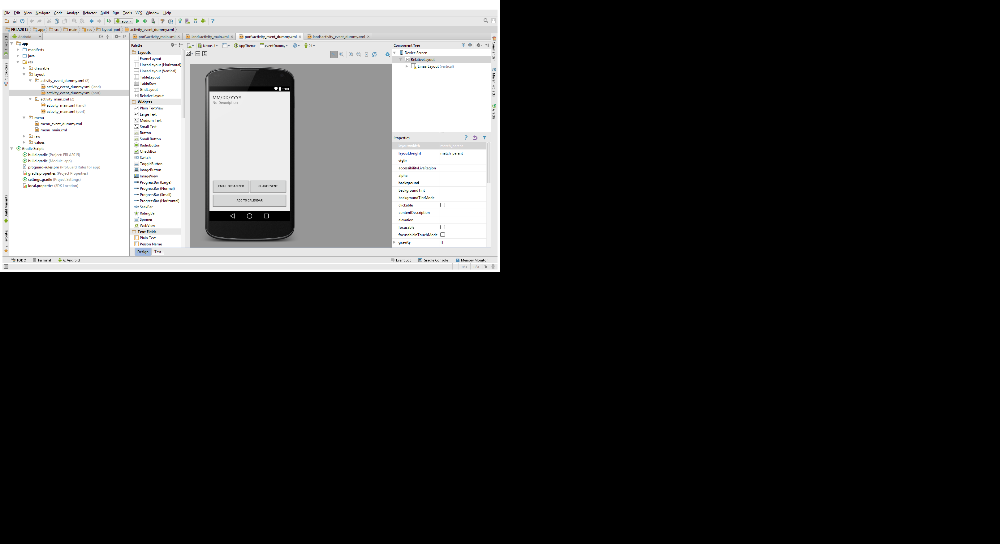 File Edit View Navigate Code Analyze Refactor Build Run Tools VCS Window Help
app
FBLA2015 app src main res layout-port activity_event_dummy.xml
Android
port\activity_main.xml land\activity_main.xml port\activity_event_dummy.xml land\activity_event_dummy.xml
1: Project
7: Structure
Build Variants
2: Favorites
app
manifests
java
res
drawable
layout
activity_event_dummy.xml (2)
activity_event_dummy.xml (land)
activity_event_dummy.xml (port)
activity_main.xml (2)
activity_main.xml (land)
activity_main.xml (port)
menu
menu_event_dummy.xml
menu_main.xml
raw
values
Gradle Scripts
build.gradle (Project: FBLA2015)
build.gradle (Module: app)
proguard-rules.pro (ProGuard Rules for app)
gradle.properties (Project Properties)
settings.gradle (Project Settings)
local.properties (SDK Location)
Palette
Layouts
FrameLayout
LinearLayout (Horizontal)
LinearLayout (Vertical)
TableLayout
TableRow
GridLayout
RelativeLayout
Widgets
Plain TextView
Large Text
Medium Text
Small Text
Button
Small Button
RadioButton
CheckBox
Switch
ToggleButton
ImageButton
ImageView
ProgressBar (Large)
ProgressBar (Normal)
ProgressBar (Small)
ProgressBar (Horizontal)
SeekBar
RatingBar
Spinner
WebView
Text Fields
Plain Text
Person Name
Design Text
Nexus 4 AppTheme eventDummy 21
5:00
MM/DD/YYYY
No Description
EMAIL ORGANIZER SHARE EVENT
ADD TO CALENDAR
Component Tree
Device Screen
RelativeLayout
LinearLayout (vertical)
Properties
layout:width match_parent
layout:height match_parent
style
accessibilityLiveRegion
alpha
background
backgroundTint
backgroundTintMode
clickable
contentDescription
elevation
focusable
focusableInTouchMode
gravity []
Commander
Maven Projects
Gradle
TODO Terminal 6: Android Event Log Gradle Console Memory Monitor
n/a n/a